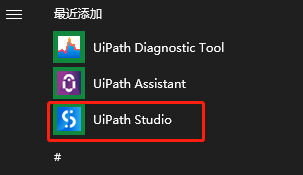 最近添加
UiPath Diagnostic Tool
UiPath Assistant
UiPath Studio
#